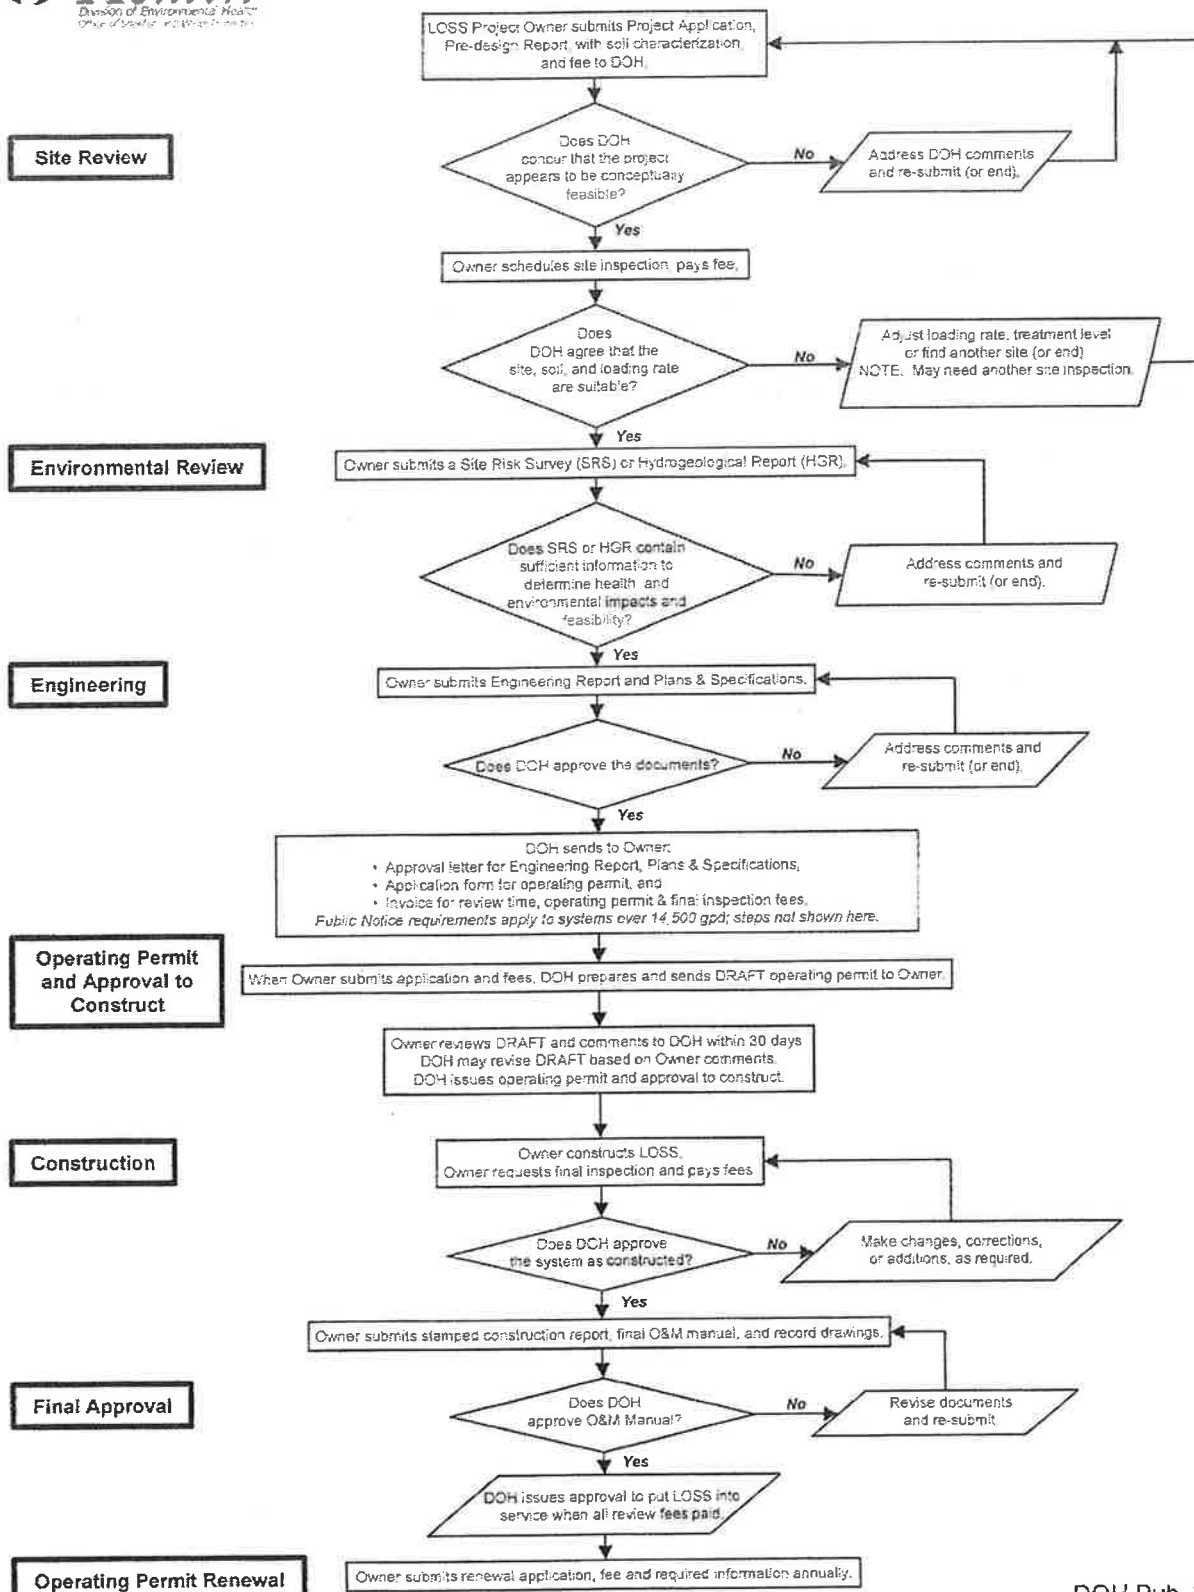 Division of Environmental Health
LOSS Project Owner submits Project Application,
Pre-design Report, with soil characterization,
and fee to DOH.
Site Review
Does DOH
concur that the project
appears to be conceptually
feasible?
No
Address DOH comments
and re-submit (or end).
Yes
Owner schedules site inspection, pays fee.
Does
DOH agree that the
site, soil, and loading rate
are suitable?
No
Adjust loading rate, treatment level
or find another site (or end)
NOTE. May need another site inspection.
Yes
Environmental Review
Owner submits a Site Risk Survey (SRS) or Hydrogeological Report (HGR).
Does SRS or HGR contain
sufficient information to
determine health and
environmental impacts and
feasibility?
No
Address comments and
re-submit (or end).
Yes
Engineering
Owner submits Engineering Report and Plans & Specifications.
Does DOH approve the documents?
No
Address comments and
re-submit (or end).
Yes
DOH sends to Owner:
• Approval letter for Engineering Report, Plans & Specifications,
• Application form for operating permit, and
• Invoice for review time, operating permit & final inspection fees.
Public Notice requirements apply to systems over 14,500 gpd; steps not shown here.
Operating Permit
and Approval to
Construct
When Owner submits application and fees, DOH prepares and sends DRAFT operating permit to Owner.
Owner reviews DRAFT and comments to DOH within 30 days
DOH may revise DRAFT based on Owner comments.
DOH issues operating permit and approval to construct.
Construction
Owner constructs LOSS.
Owner requests final inspection and pays fees
Does DOH approve
the system as constructed?
No
Make changes, corrections,
or additions, as required.
Yes
Owner submits stamped construction report, final O&M manual, and record drawings.
Final Approval
Does DOH
approve O&M Manual?
No
Revise documents
and re-submit
Yes
DOH issues approval to put LOSS into
service when all review fees paid.
Operating Permit Renewal
Owner submits renewal application, fee and required information annually.
DOH Pub